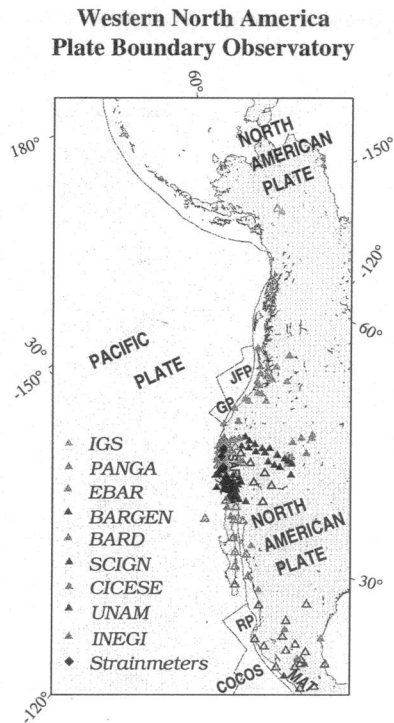 Western North America
Plate Boundary Observatory
60°
180°
-150°
NORTH
AMERICAN
PLATE
-120°
60°
30°
-150°
PACIFIC
PLATE
JFP
GP
IGS
PANGA
EBAR
BARGEN
BARD
SCIGN
CICESE
UNAM
INEGI
Strainmeters
NORTH
AMERICAN
PLATE
30°
RP
COCOS
MAT
-120°